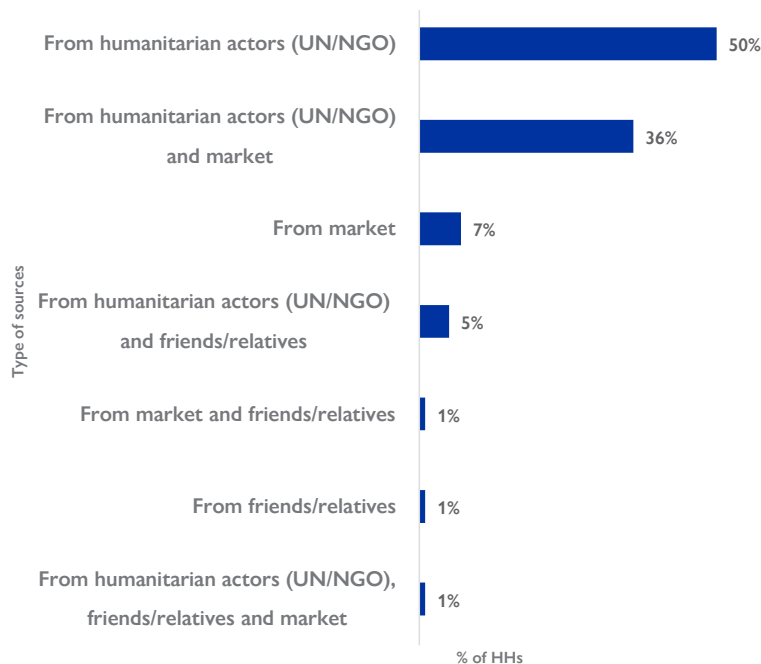 From humanitarian actors (UN/NGO)
50%
From humanitarian actors (UN/NGO)
and market
36%
From market
7%
Type of sources
From humanitarian actors (UN/NGO)
and friends/relatives
5%
From market and friends/relatives
1%
From friends/relatives
1%
From humanitarian actors (UN/NGO),
friends/relatives and market
1%
% of HHs